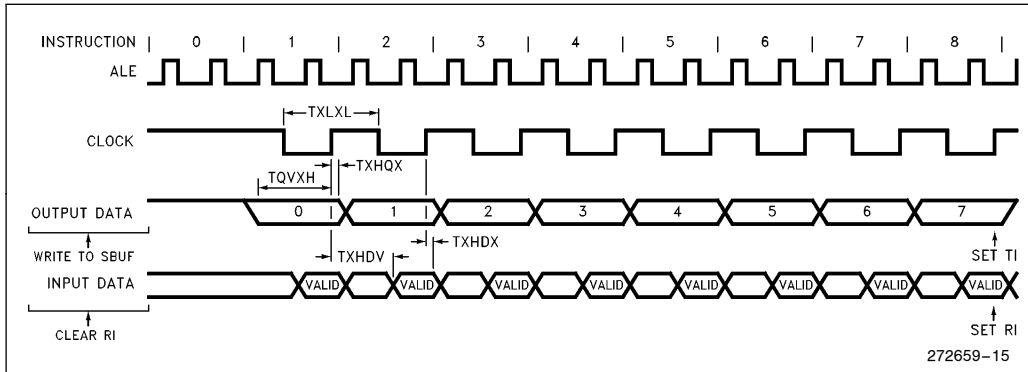 INSTRUCTION | 0 | 1 | 2 | 3 | 4 | 5 | 6 | 7 | 8 |
ALE
TXLXL
CLOCK
TXHQX
TQVXH
OUTPUT DATA 0 1 2 3 4 5 6 7
WRITE TO SBUF
TXHDV
TXHDX
SET TI
INPUT DATA VALID VALID VALID VALID VALID VALID VALID VALID
CLEAR RI
SET RI
272659–15